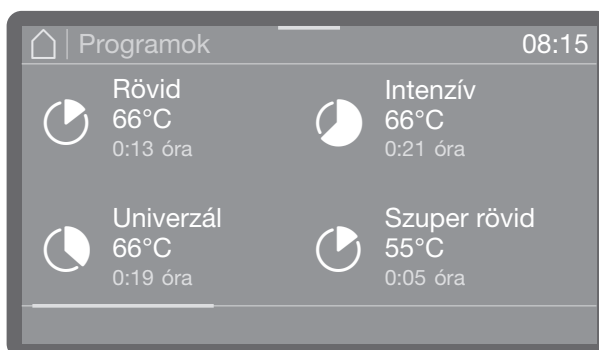 Programok 08:15
Rövid
66°C
0:13 óra
Intenzív
66°C
0:21 óra
Univerzál
66°C
0:19 óra
Szuper rövid
55°C
0:05 óra